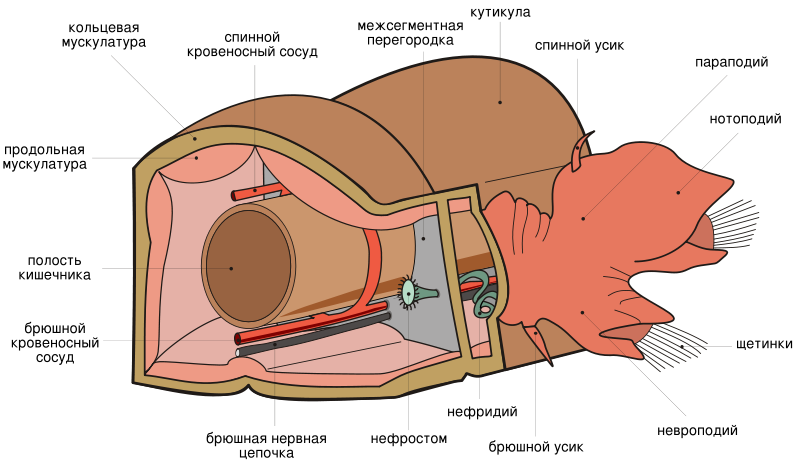 кольцевая
мускулатура
спинной
кровеносный сосуд
межсегментная
перегородка
кутикула
спинной усик
параподий
нотоподий
продольная
мускулатура
полость
кишечника
брюшной
кровеносный
сосуд
щетинки
брюшная нервная
цепочка
нефростом
нефридий
брюшной усик
невроподий